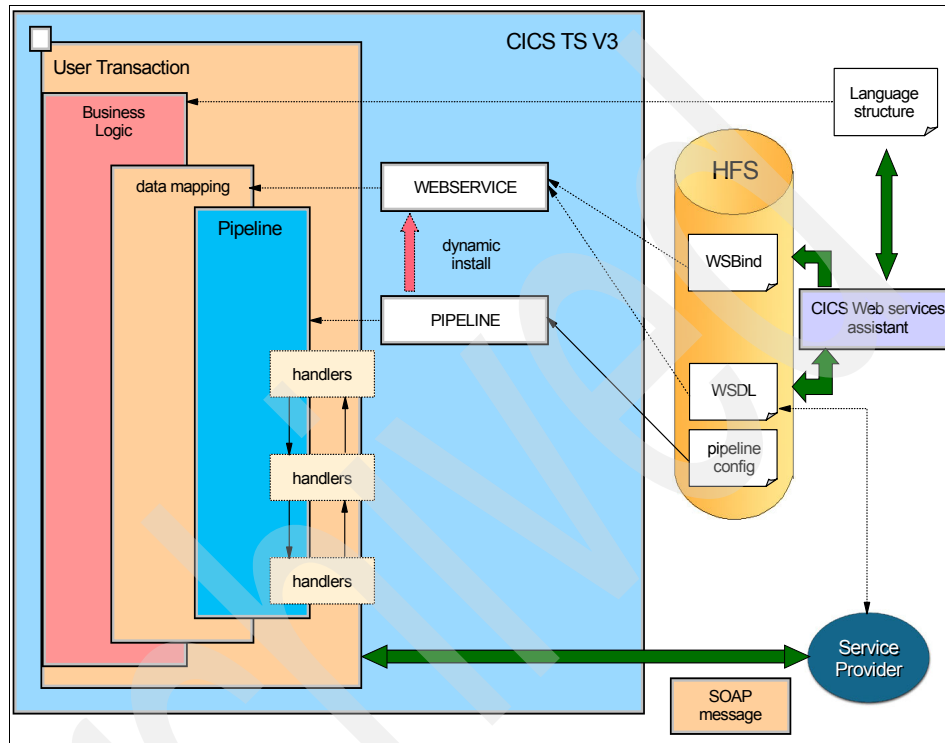 CICS TS V3
User Transaction
Business
Logic
data mapping
Pipeline
handlers
handlers
handlers
WEBSERVICE
dynamic
install
PIPELINE
Language
structure
HFS
WSBind
CICS Web services
assistant
WSDL
pipeline
config
Service
Provider
SOAP
message